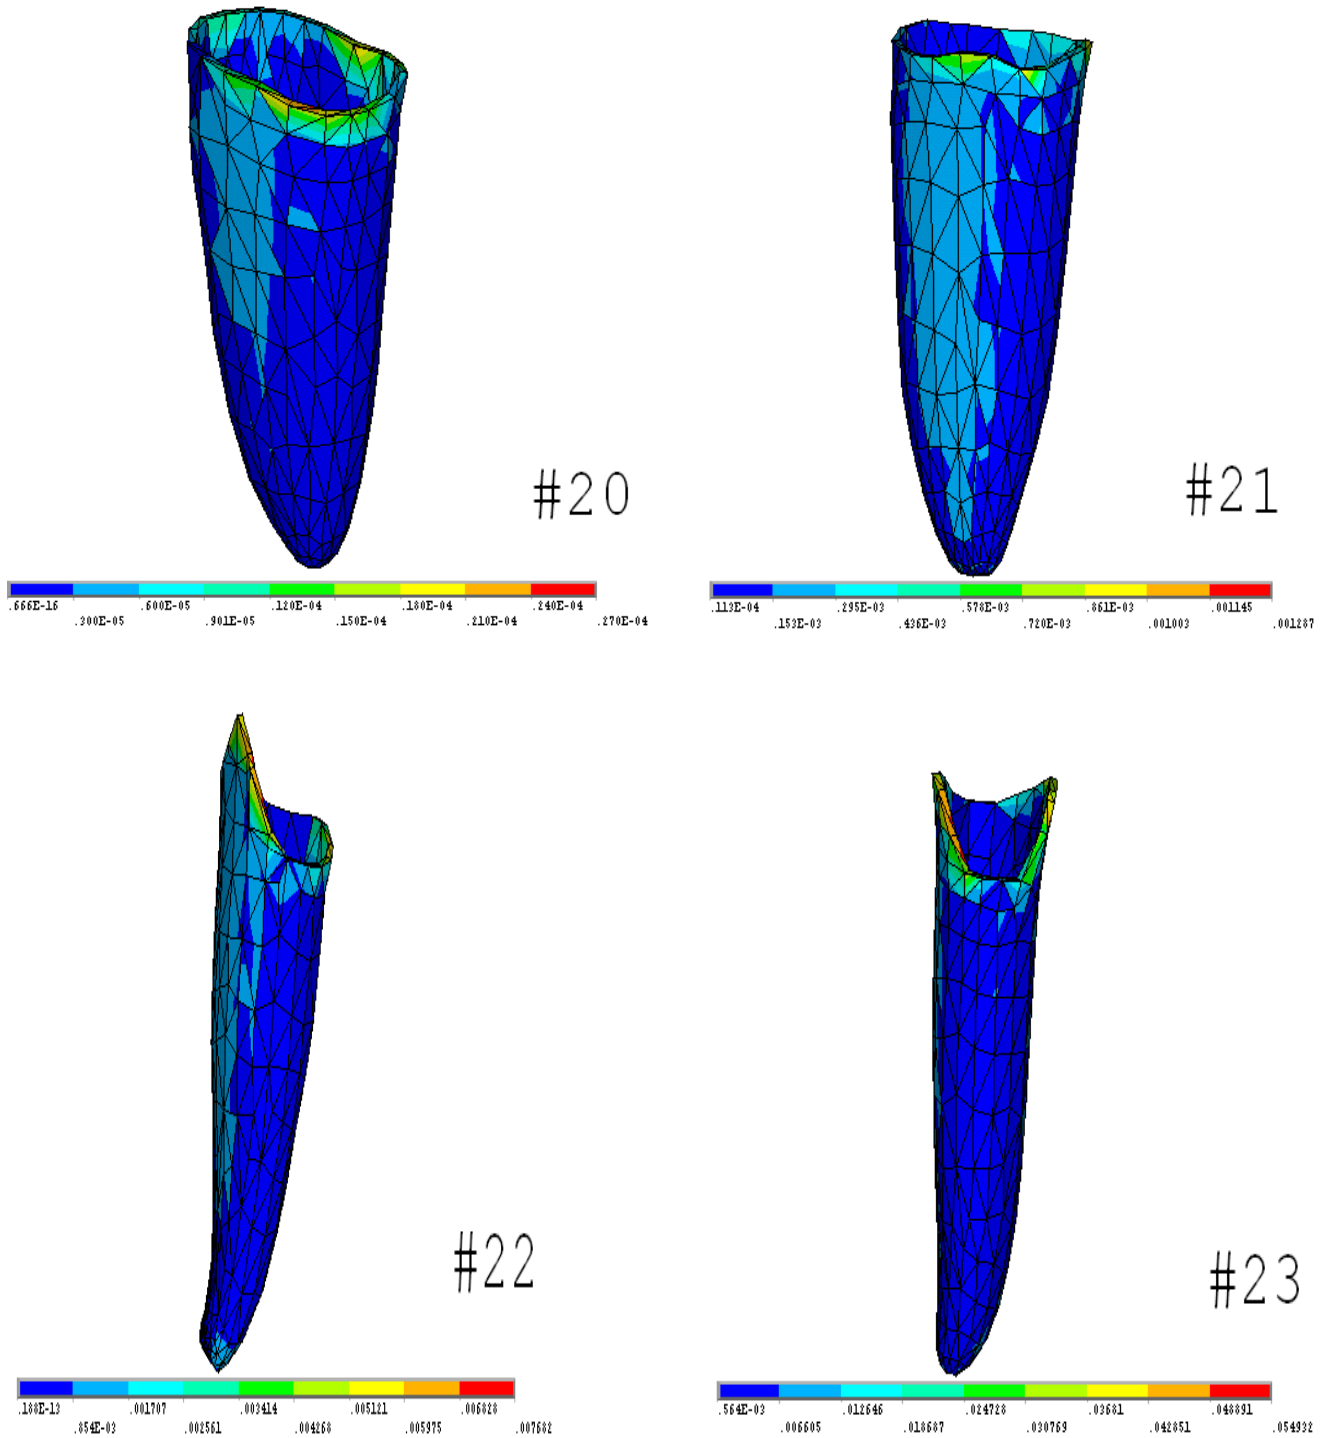 #20
.666E-16 .600E-05 .120E-04 .180E-04 .240E-04
.300E-05 .901E-05 .150E-04 .210E-04 .270E-04
#21
.113E-04 .295E-03 .578E-03 .861E-03 .001145
.153E-03 .436E-03 .720E-03 .001003 .001287
#22
.188E-13 .001707 .003414 .005121 .006828
.854E-03 .002561 .004268 .005975 .007682
#23
.564E-03 .012646 .024728 .03681 .048891
.006605 .018687 .030769 .042851 .054932